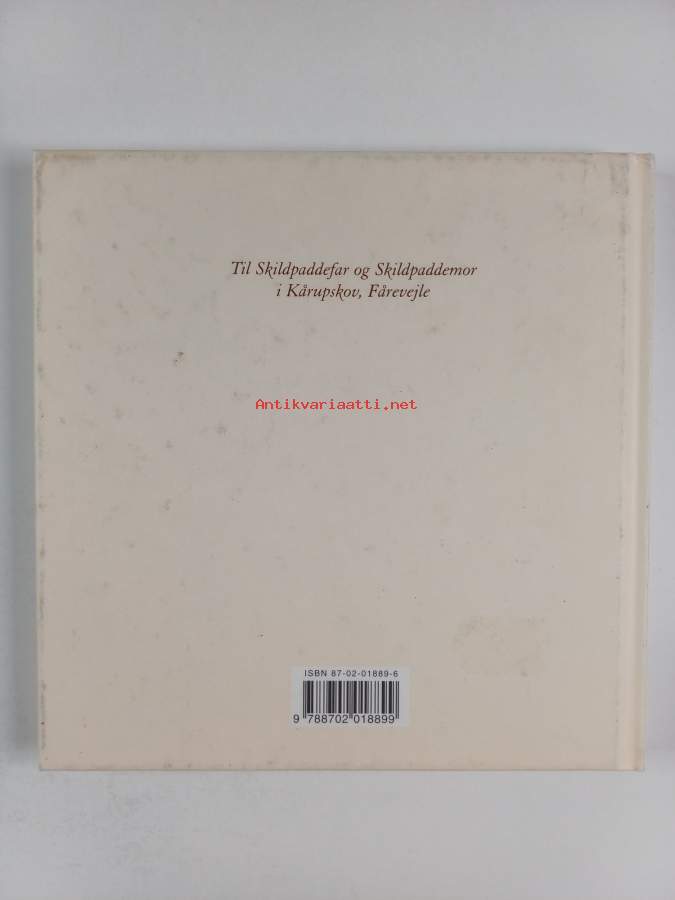 Til Skildpaddefar og Skildpaddemor
i Kårupskov, Fårevejle
Antikvariaatti.net
ISBN 87-02-01889-6
9 788702 018899